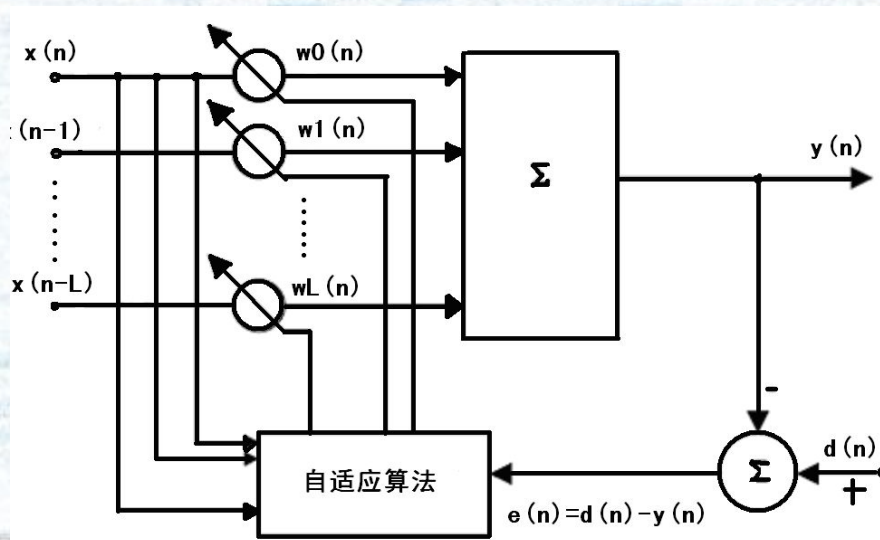 x(n)
w0(n)
(n-1)
w1(n)
Σ
y(n)
x(n-L)
wL(n)
-
自适应算法
Σ
d(n)
+
e(n)=d(n)-y(n)